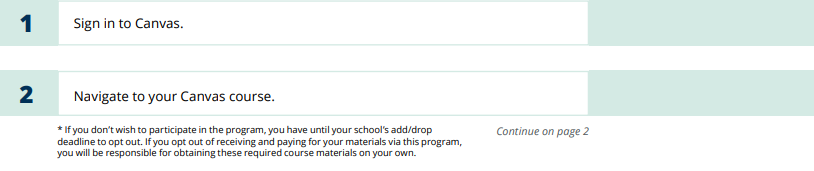 1
Sign in to Canvas.
2
Navigate to your Canvas course.
* If you don't wish to participate in the program, you have until your school's add/drop
deadline to opt out. If you opt out of receiving and paying for your materials via this program,
you will be responsible for obtaining these required course materials on your own.
Continue on page 2